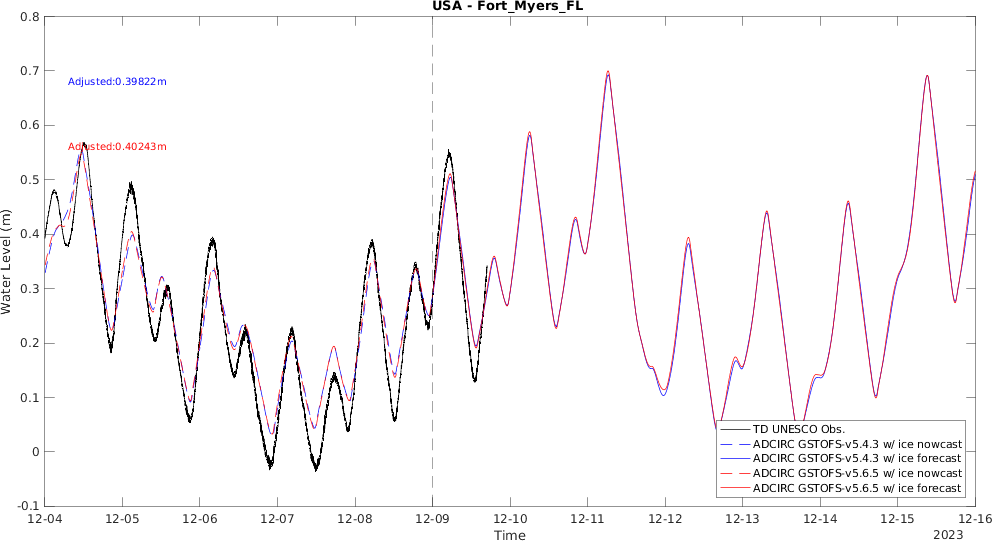 USA - Fort_Myers_FL
0.8
0.7
0.6
0.5
0.4
0.3
0.2
0.1
0
-0.1
Water Level (m)
Adjusted:0.39822m
Adjusted:0.40243m
TD UNESCO Obs.
ADCIRC GSTOFS-v5.4.3 w/ ice nowcast
ADCIRC GSTOFS-v5.4.3 w/ ice forecast
ADCIRC GSTOFS-v5.6.5 w/ ice nowcast
ADCIRC GSTOFS-v5.6.5 w/ ice forecast
12-04 12-05 12-06 12-07 12-08 12-09 12-10 12-11 12-12 12-13 12-14 12-15 12-16
Time
2023